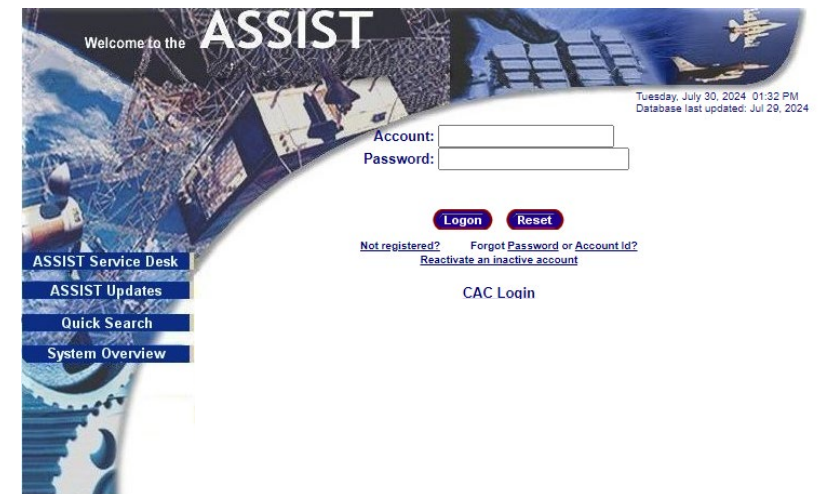 Welcome to the ASSIST
Tuesday, July 30, 2024 01:32 PM
Database last updated: Jul 29, 2024
Account:
Password:
Logon Reset
Not registered? Forgot Password or Account Id?
Reactivate an inactive account
CAC Login
ASSIST Service Desk
ASSIST Updates
Quick Search
System Overview